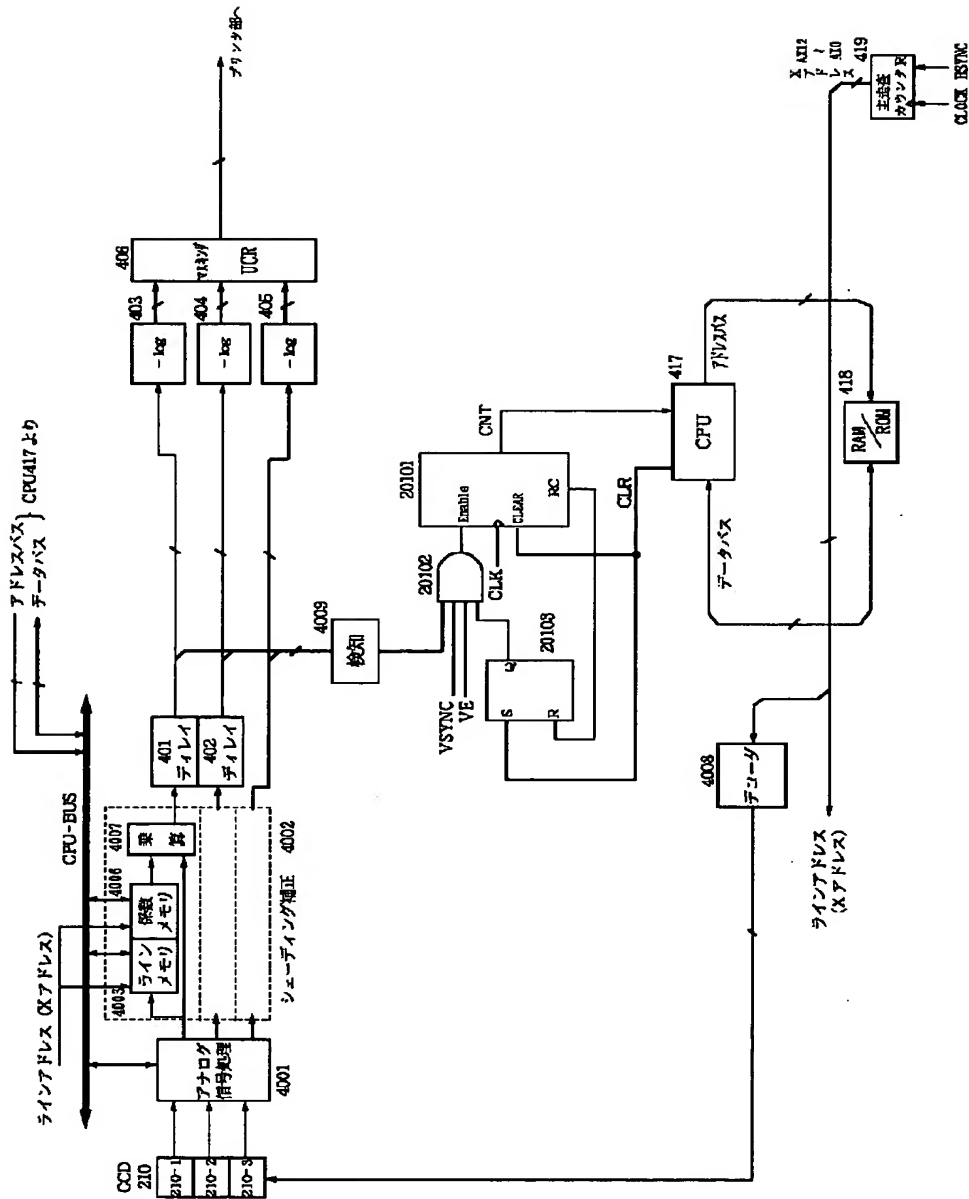 CCD
210
210-1
210-2
210-3
アナログ
信号処理
4001
ラインアドレス (Xアドレス)
CPU-BUS
アドレスバス
データバス
CPU417より
4003
ライン
メモリ
4006
係数
メモリ
4007
乗算
シェーディング補正 4002
401
ディレイ
402
ディレイ
403
-log
404
-log
405
-log
406
マスキング
UCR
プリンタ部へ
4009
検知
VSYNC
VE
20102
CLK
20103
S
R
Q
20101
Enable
CLEAR
RC
CNT
CLR
417
CPU
アドレスバス
データバス
418
RAM/ROM
4008
デコーダ
ラインアドレス
(Xアドレス)
Xアドレス
AX12
~
AX0
419
主走査
カウンタ R
CLOCK HSYNC